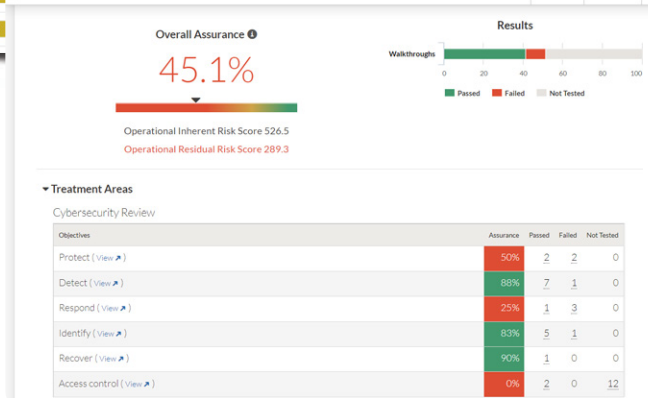 Overall Assurance
45.1%
Operational Inherent Risk Score 526.5
Operational Residual Risk Score 289.3
Results
Walkthroughs
0 20 40 60 80 100
Passed Failed Not Tested
Treatment Areas
Cybersecurity Review
Objectives Assurance Passed Failed Not Tested
Protect ( View ) 50% 2 2 0
Detect ( View ) 88% 7 1 0
Respond ( View ) 25% 1 3 0
Identify ( View ) 83% 5 1 0
Recover ( View ) 90% 1 0 0
Access control ( View ) 0% 2 0 12